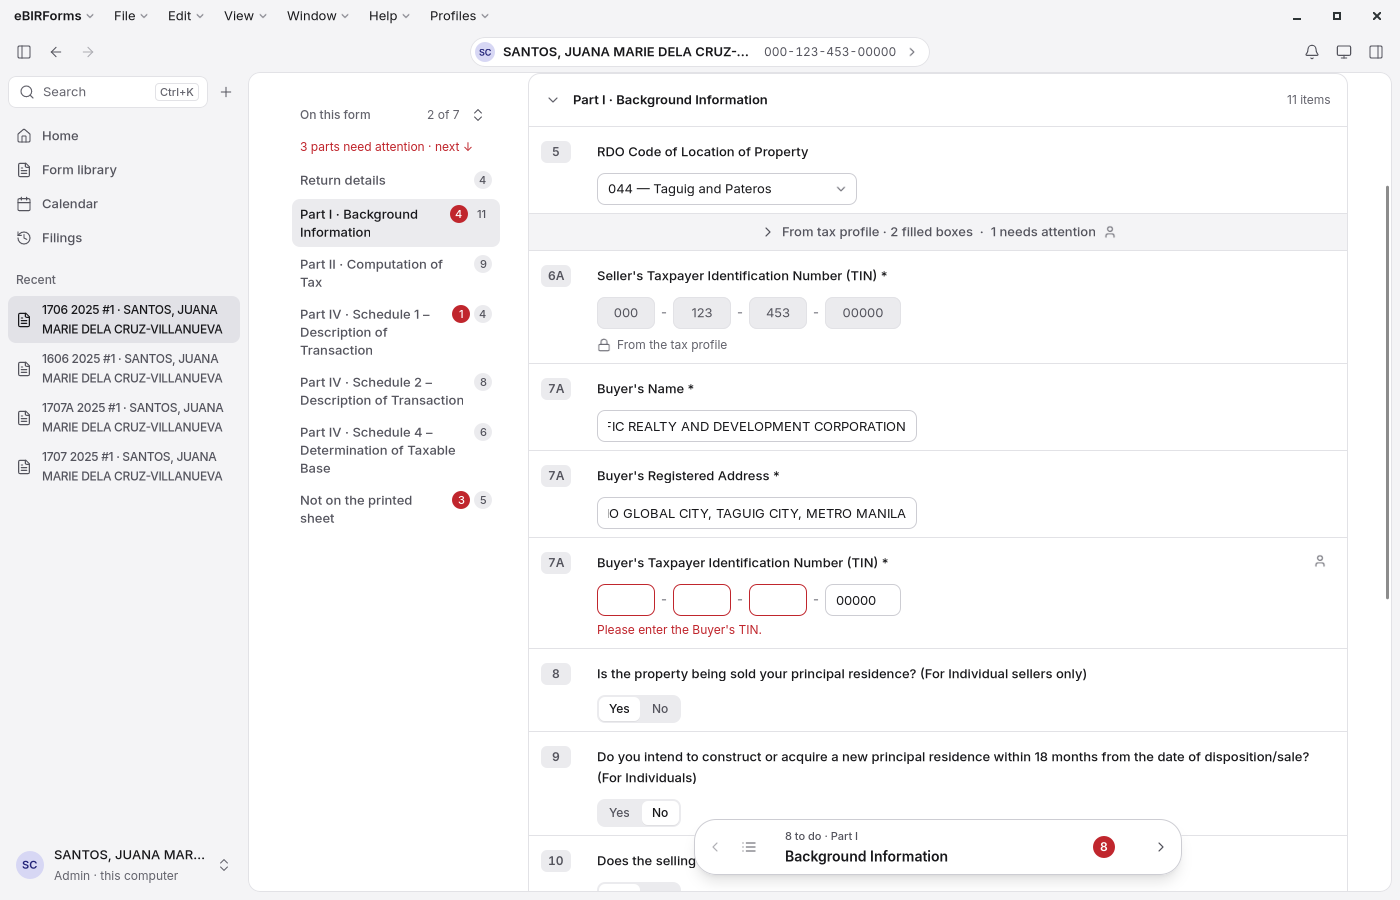 eBIRForms File Edit View Window Help Profiles
SC SANTOS, JUANA MARIE DELA CRUZ-... 000-123-453-00000
Search Ctrl+K
Home
Form library
Calendar
Filings
Recent
1706 2025 #1 · SANTOS, JUANA
MARIE DELA CRUZ-VILLANUEVA
1606 2025 #1 · SANTOS, JUANA
MARIE DELA CRUZ-VILLANUEVA
1707A 2025 #1 · SANTOS, JUANA
MARIE DELA CRUZ-VILLANUEVA
1707 2025 #1 · SANTOS, JUANA
MARIE DELA CRUZ-VILLANUEVA
SC SANTOS, JUANA MAR...
Admin · this computer
On this form 2 of 7
3 parts need attention · next ↓
Return details 4
Part I · Background 4 11
Information
Part II · Computation of 9
Tax
Part IV · Schedule 1 – 1 4
Description of
Transaction
Part IV · Schedule 2 – 8
Description of Transaction
Part IV · Schedule 4 – 6
Determination of Taxable
Base
Not on the printed 3 5
sheet
Part I · Background Information 11 items
5 RDO Code of Location of Property
044 — Taguig and Pateros
From tax profile · 2 filled boxes · 1 needs attention
6A Seller's Taxpayer Identification Number (TIN) *
000 - 123 - 453 - 00000
From the tax profile
7A Buyer's Name *
FIC REALTY AND DEVELOPMENT CORPORATION
7A Buyer's Registered Address *
O GLOBAL CITY, TAGUIG CITY, METRO MANILA
7A Buyer's Taxpayer Identification Number (TIN) *
- - - 00000
Please enter the Buyer's TIN.
8 Is the property being sold your principal residence? (For Individual sellers only)
Yes No
9 Do you intend to construct or acquire a new principal residence within 18 months from the date of disposition/sale?
(For Individuals)
Yes No
10 Does the selling
8 to do · Part I
Background Information 8